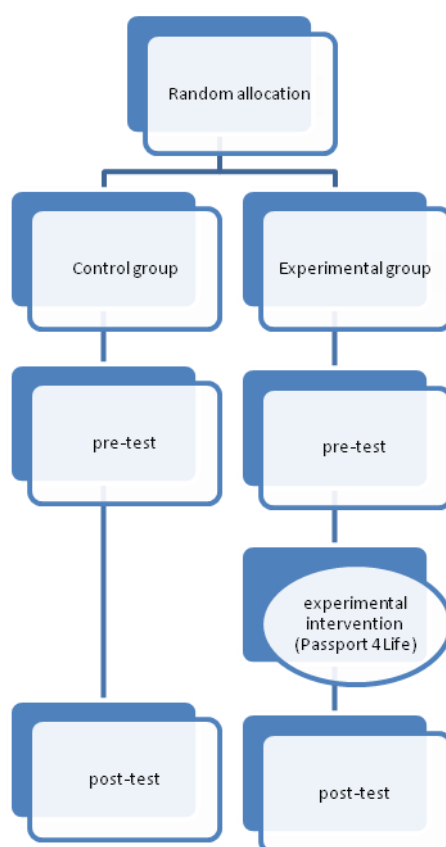 Random allocation
Control group
Experimental group
pre-test
pre-test
experimental
intervention
(Passport 4 Life)
post-test
post-test